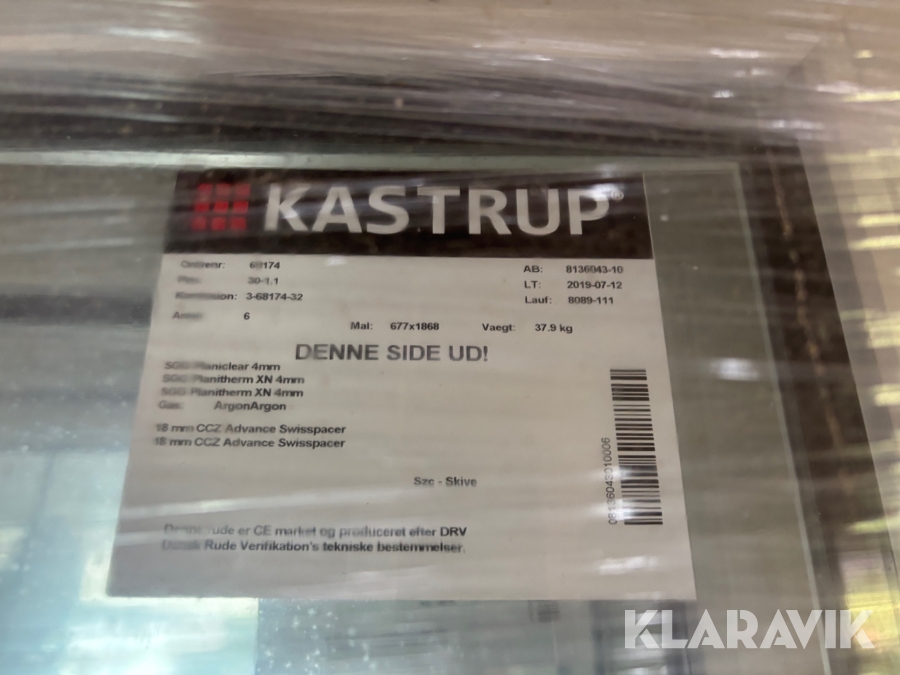 KASTRUP®
Ordrenr: 68174
AB: 8136043-10
Pos: 30-1.1
LT: 2019-07-12
Kommission: 3-68174-32
Lauf: 8089-111
Antal: 6
Mal: 677x1868 Vaegt: 37.9 kg
DENNE SIDE UD!
SGG Planiclear 4mm
SGG Planitherm XN 4mm
SGG Planitherm XN 4mm
Gas: ArgonArgon
18 mm CCZ Advance Swisspacer
18 mm CCZ Advance Swisspacer
Szc - Skive
08136043010006
Denne rude er CE market og produceret efter DRV
Dansk Rude Verifikation's tekniske bestemmelser.
KLARAVIK